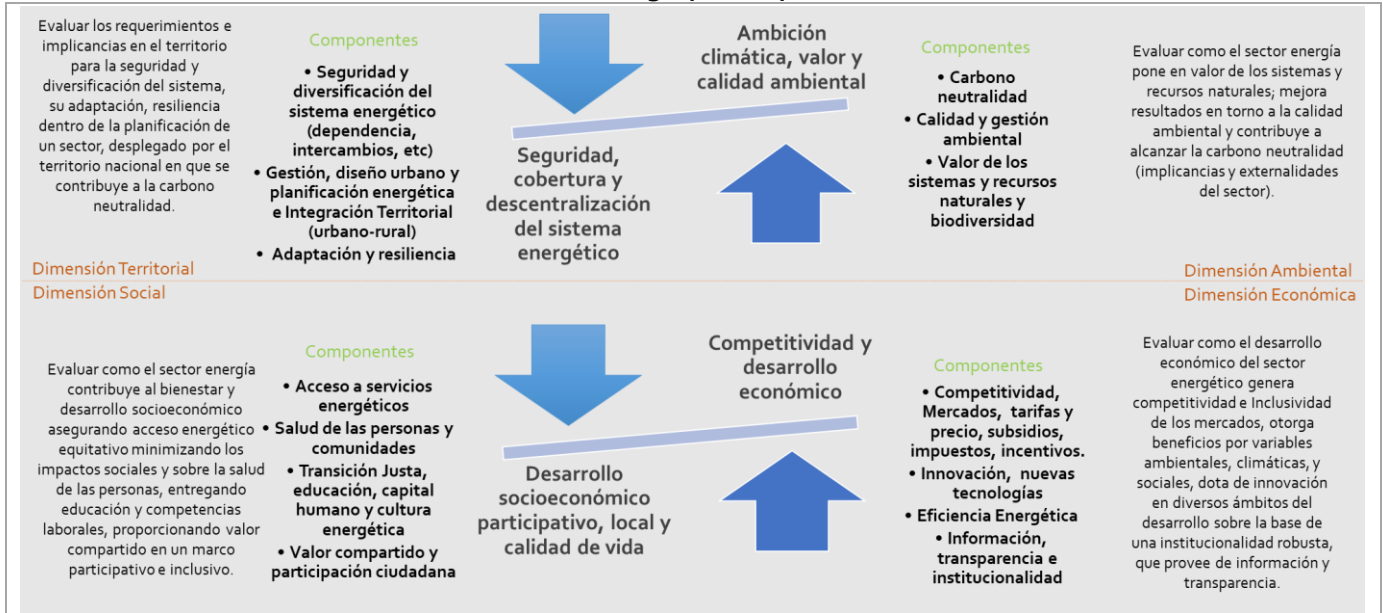 Evaluar los requerimientos e
implicancias en el territorio
para la seguridad y
diversificación del sistema,
su adaptación, resiliencia
dentro de la planificación de
un sector, desplegado por el
territorio nacional en que se
contribuye a la carbono
neutralidad.
Componentes
• Seguridad y
diversificación del
sistema energético
(dependencia,
intercambios, etc)
• Gestión, diseño urbano y
planificación energética
e Integración Territorial
(urbano-rural)
• Adaptación y resiliencia
Seguridad,
cobertura y
descentralización
del sistema
energético
Ambición
climática, valor y
calidad ambiental
Componentes
• Carbono
neutralidad
• Calidad y gestión
ambiental
• Valor de los
sistemas y recursos
naturales y
biodiversidad
Evaluar como el sector energía
pone en valor de los sistemas y
recursos naturales; mejora
resultados en torno a la calidad
ambiental y contribuye a
alcanzar la carbono neutralidad
(implicancias y externalidades
del sector).
Dimensión Territorial
Dimensión Ambiental
Dimensión Social
Dimensión Económica
Evaluar como el sector energía
contribuye al bienestar y
desarrollo socioeconómico
asegurando acceso energético
equitativo minimizando los
impactos sociales y sobre la salud
de las personas, entregando
educación y competencias
laborales, proporcionando valor
compartido en un marco
participativo e inclusivo.
Componentes
• Acceso a servicios
energéticos
• Salud de las personas y
comunidades
• Transición Justa,
educación, capital
humano y cultura
energética
• Valor compartido y
participación ciudadana
Desarrollo
socioeconómico
participativo, local y
calidad de vida
Competitividad y
desarrollo
económico
Componentes
• Competitividad,
Mercados, tarifas y
precio, subsidios,
impuestos, incentivos.
• Innovación, nuevas
tecnologías
• Eficiencia Energética
• Información,
transparencia e
institucionalidad
Evaluar como el desarrollo
económico del sector
energético genera
competitividad e Inclusividad
de los mercados, otorga
beneficios por variables
ambientales, climáticas, y
sociales, dota de innovación
en diversos ámbitos del
desarrollo sobre la base de
una institucionalidad robusta,
que provee de información y
transparencia.